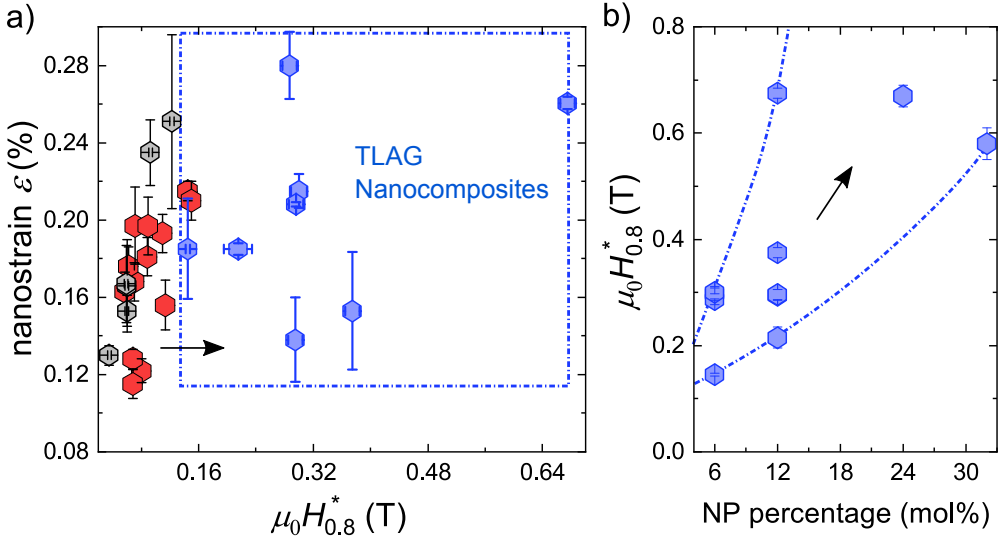 a)
nanostrain ε (%)
0.28
0.24
0.20
0.16
0.12
0.08
TLAG
Nanocomposites
0.16 0.32 0.48 0.64
μ₀H*₀.₈ (T)
b)
μ₀H*₀.₈ (T)
0.8
0.6
0.4
0.2
0.0
6 12 18 24 30
NP percentage (mol%)